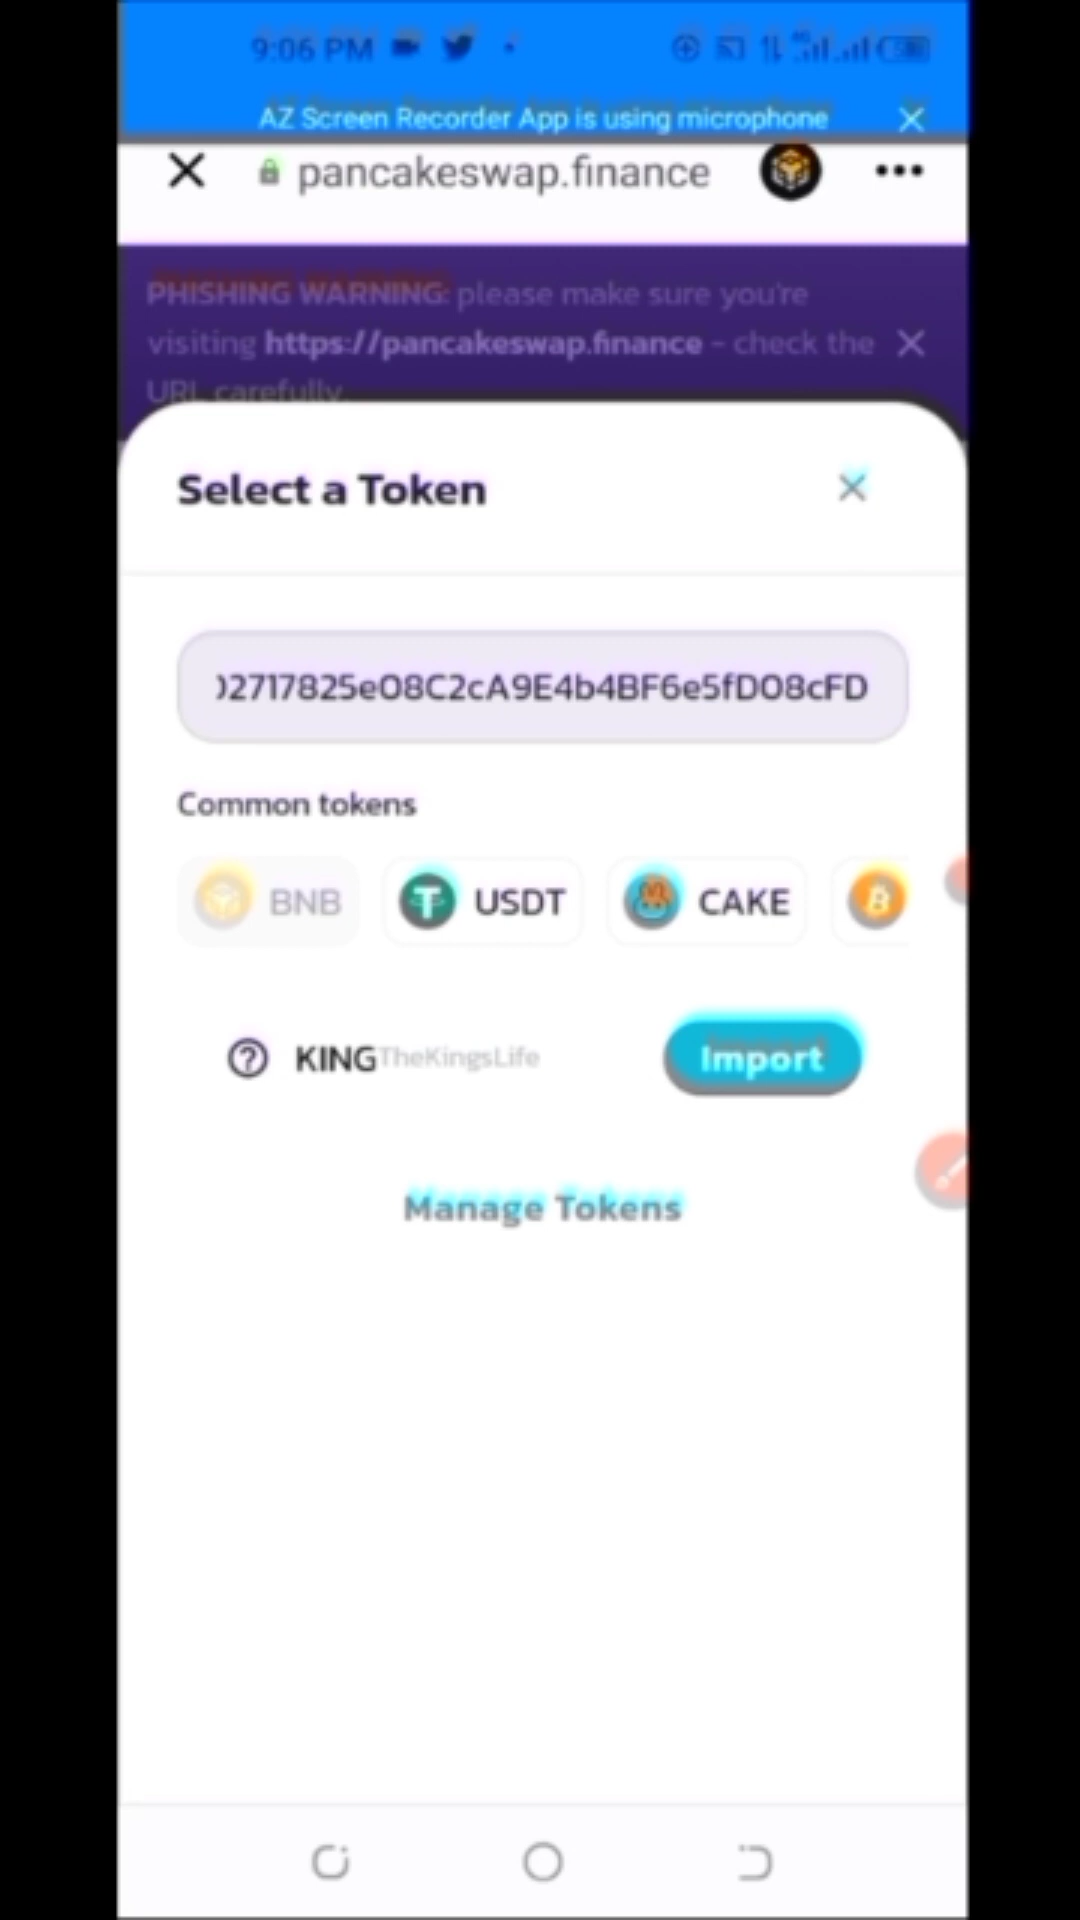 9:06 PM
AZ Screen Recorder App is using microphone
pancakeswap.finance
PHISHING WARNING: please make sure you're
visiting https://pancakeswap.finance - check the
URL carefully
Select a Token
02717825e08C2cA9E4b4BF6e5fD08cFD
Common tokens
BNB USDT CAKE
KING TheKingsLife Import
Manage Tokens